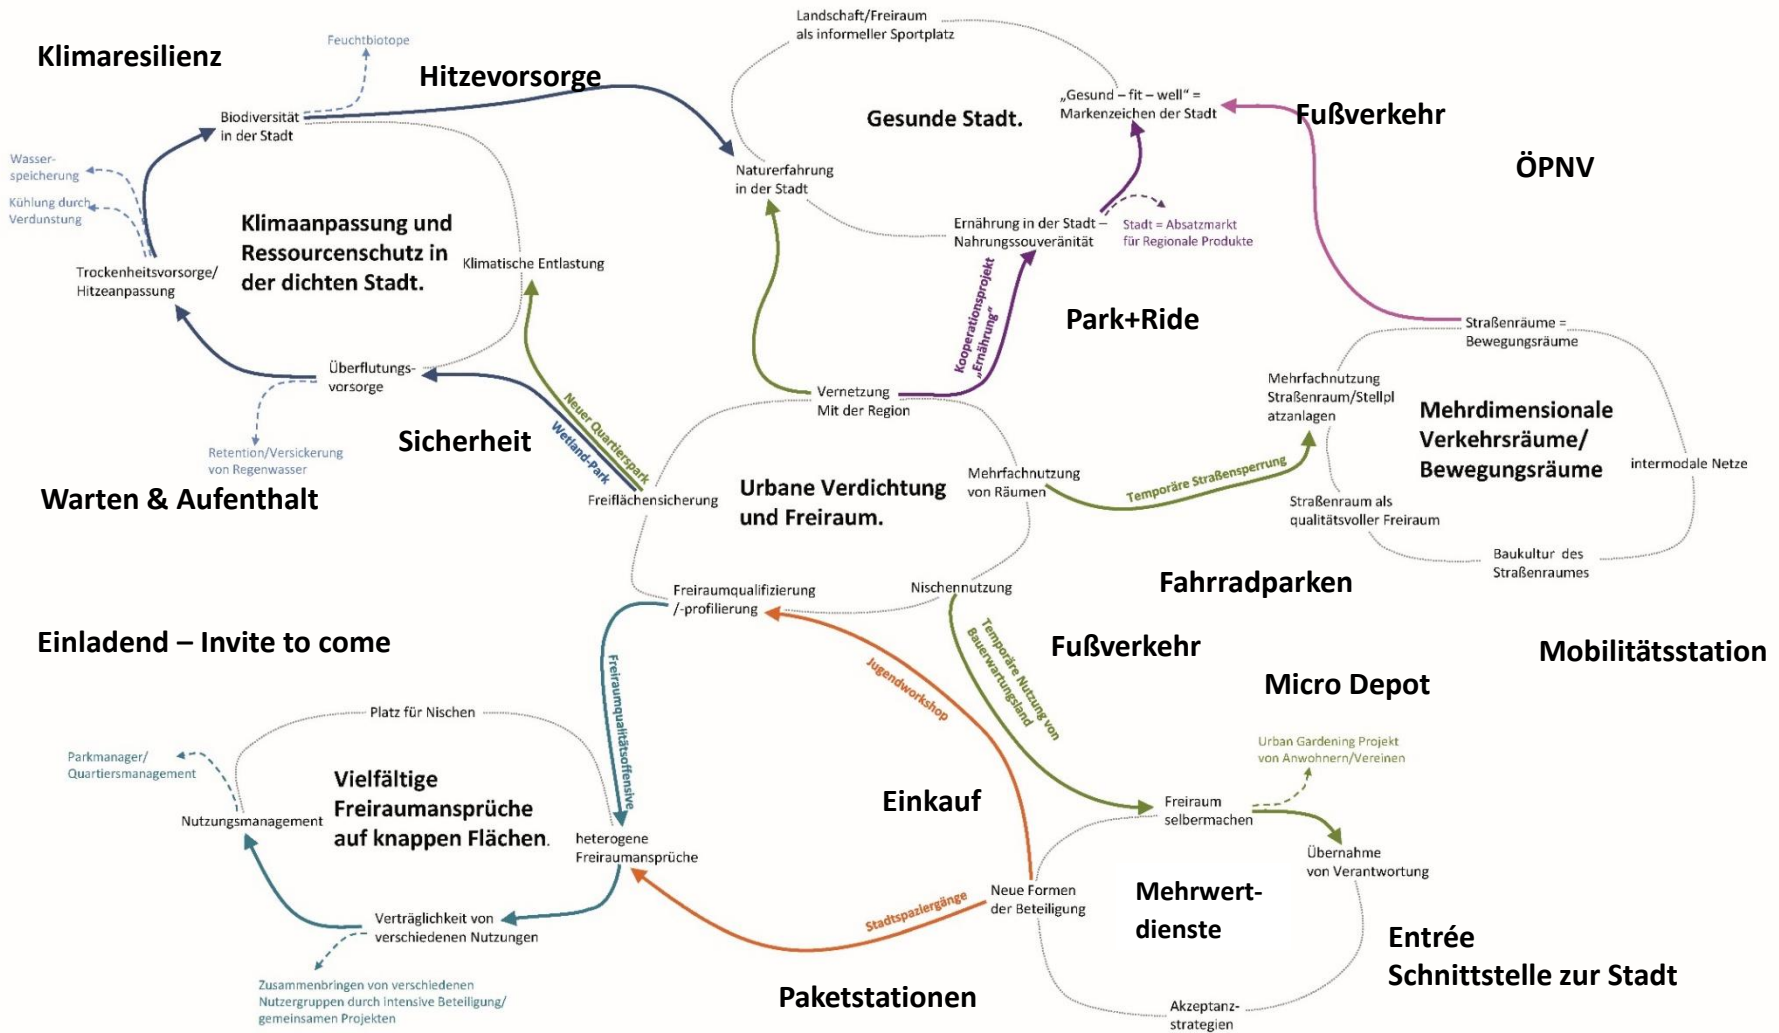 Landschaft/Freiraum
als informeller Sportplatz
Feuchtbiotope
Klimaresilienz
Hitzevorsorge
Biodiversität
in der Stadt
Gesunde Stadt.
„Gesund – fit – well“ =
Markenzeichen der Stadt
Fußverkehr
ÖPNV
Wasser-
speicherung
Kühlung durch
Verdunstung
Naturerfahrung
in der Stadt
Klimaanpassung und
Ressourcenschutz in
der dichten Stadt.
Ernährung in der Stadt –
Nahrungssouveränität
Stadt = Absatzmarkt
für Regionale Produkte
Trockenheitsvorsorge/
Hitzeanpassung
Klimatische Entlastung
Kooperationsprojekt
„Ernährung“
Park+Ride
Straßenräume =
Bewegungsräume
Überflutungs-
vorsorge
Neuer Quartierspark
Wetland-Park
Vernetzung
Mit der Region
Mehrfachnutzung
Straßenraum/Stellpl
atzanlagen
Mehrdimensionale
Verkehrsräume/
Bewegungsräume
intermodale Netze
Sicherheit
Retention/Versickerung
von Regenwasser
Warten & Aufenthalt
Freiflächensicherung
Urbane Verdichtung
und Freiraum.
Mehrfachnutzung
von Räumen
Temporäre Straßensperrung
Straßenraum als
qualitätsvoller Freiraum
Baukultur des
Straßenraumes
Fahrradparken
Freiraumqualifizierung
/-profilierung
Nischennutzung
Einladend – Invite to come
Fußverkehr
Mobilitätsstation
Micro Depot
Freiraumqualitätsoffensive
Jugendworkshop
Temporäre Nutzung von
Bauerwartungsland
Platz für Nischen
Parkmanager/
Quartiersmanagement
Vielfältige
Freiraumansprüche
auf knappen Flächen.
Nutzungsmanagement
heterogene
Freiraumansprüche
Einkauf
Urban Gardening Projekt
von Anwohnern/Vereinen
Freiraum
selbermachen
Übernahme
von Verantwortung
Verträglichkeit von
verschiedenen Nutzungen
Stadtspaziergänge
Neue Formen
der Beteiligung
Mehrwert-
dienste
Entrée
Schnittstelle zur Stadt
Zusammenbringen von verschiedenen
Nutzergruppen durch intensive Beteiligung/
gemeinsamen Projekten
Paketstationen
Akzeptanz-
strategien